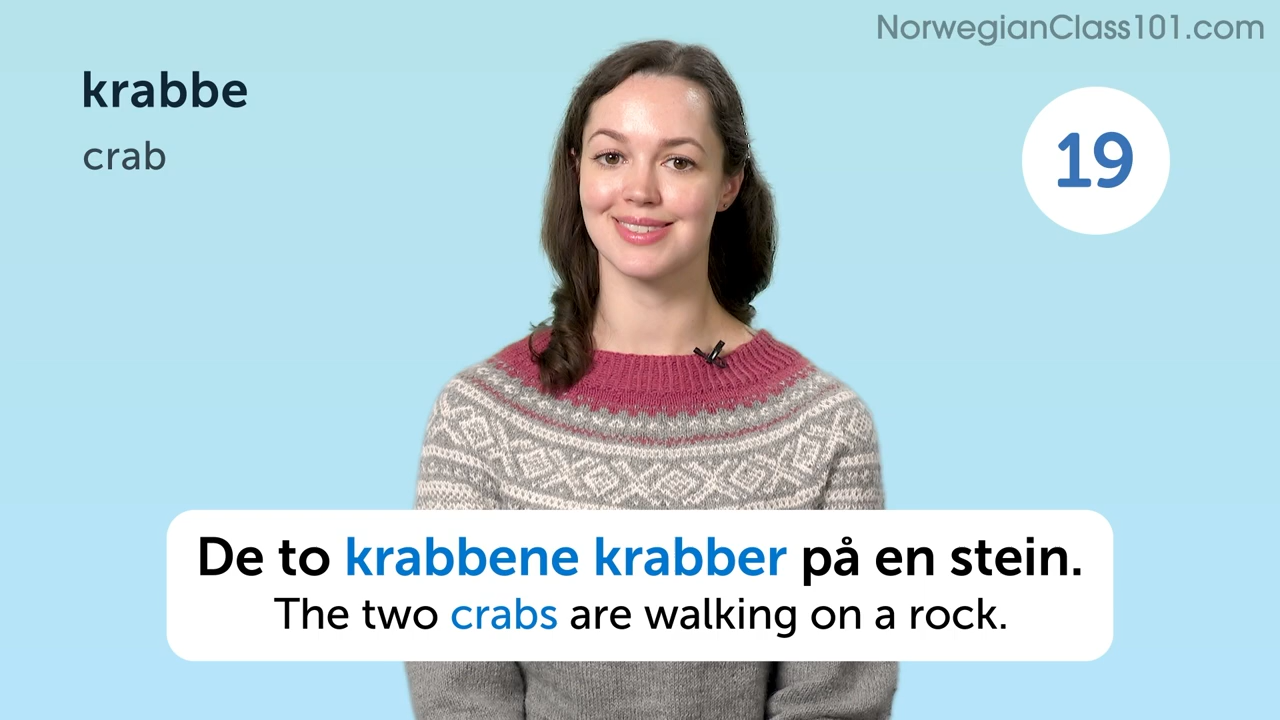 NorwegianClass101.com
krabbe
crab
19
De to krabbene krabber på en stein.
The two crabs are walking on a rock.